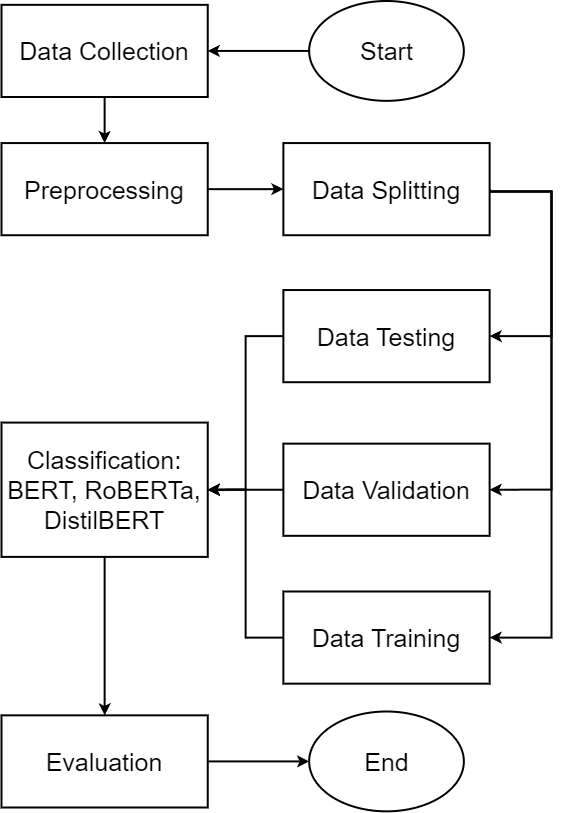 Start
Data Collection
Preprocessing
Data Splitting
Data Testing
Data Validation
Data Training
Classification:
BERT, RoBERTa,
DistilBERT
Evaluation
End